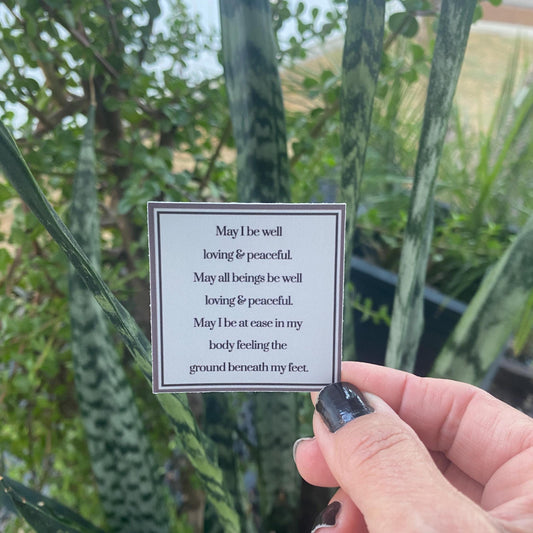 May I be well
loving & peaceful.
May all beings be well
loving & peaceful.
May I be at ease in my
body feeling the
ground beneath my feet.